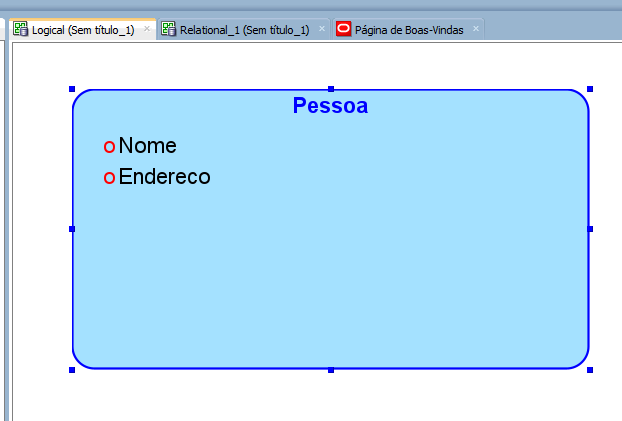 Logical (Sem título_1) Relational_1 (Sem título_1) Página de Boas-Vindas
Pessoa
o Nome
o Endereco